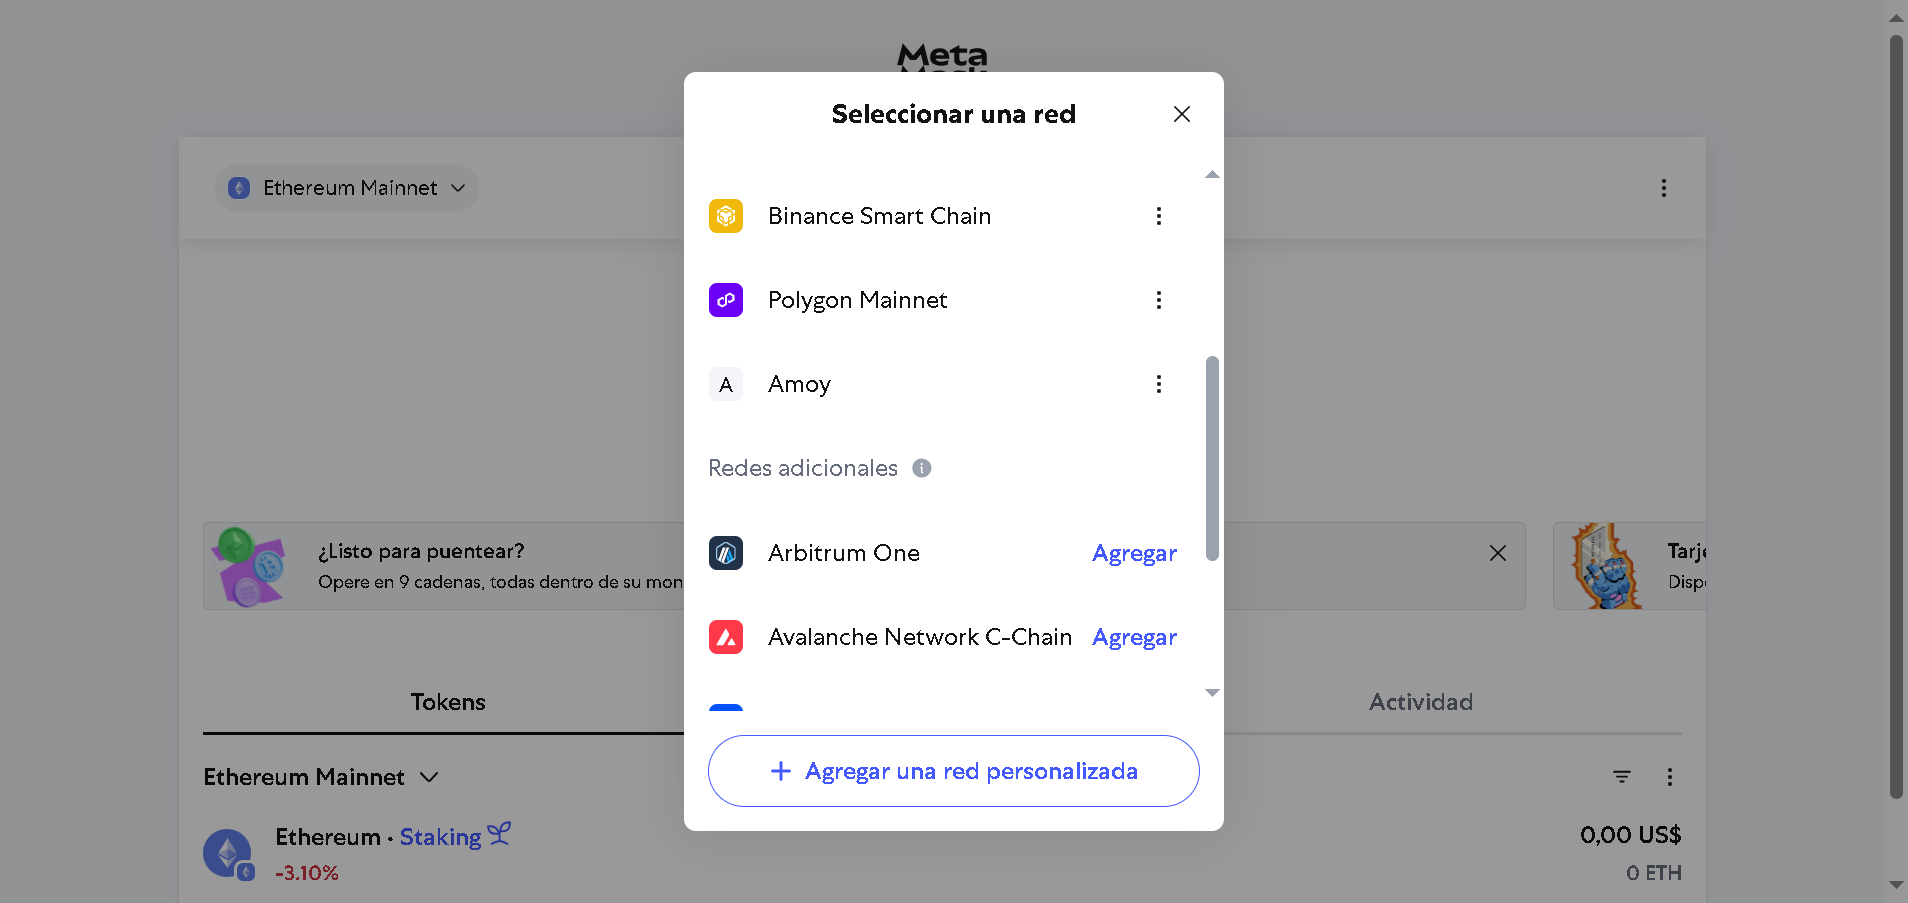 Meta
Seleccionar una red
Ethereum Mainnet
Binance Smart Chain
Polygon Mainnet
A Amoy
Redes adicionales
Arbitrum One Agregar
Avalanche Network C-Chain Agregar
Agregar una red personalizada
¿Listo para puentear?
Opere en 9 cadenas, todas dentro de su mon
Tarje
Dispo
Tokens
Actividad
Ethereum Mainnet
Ethereum • Staking
-3.10%
0,00 US$
0 ETH